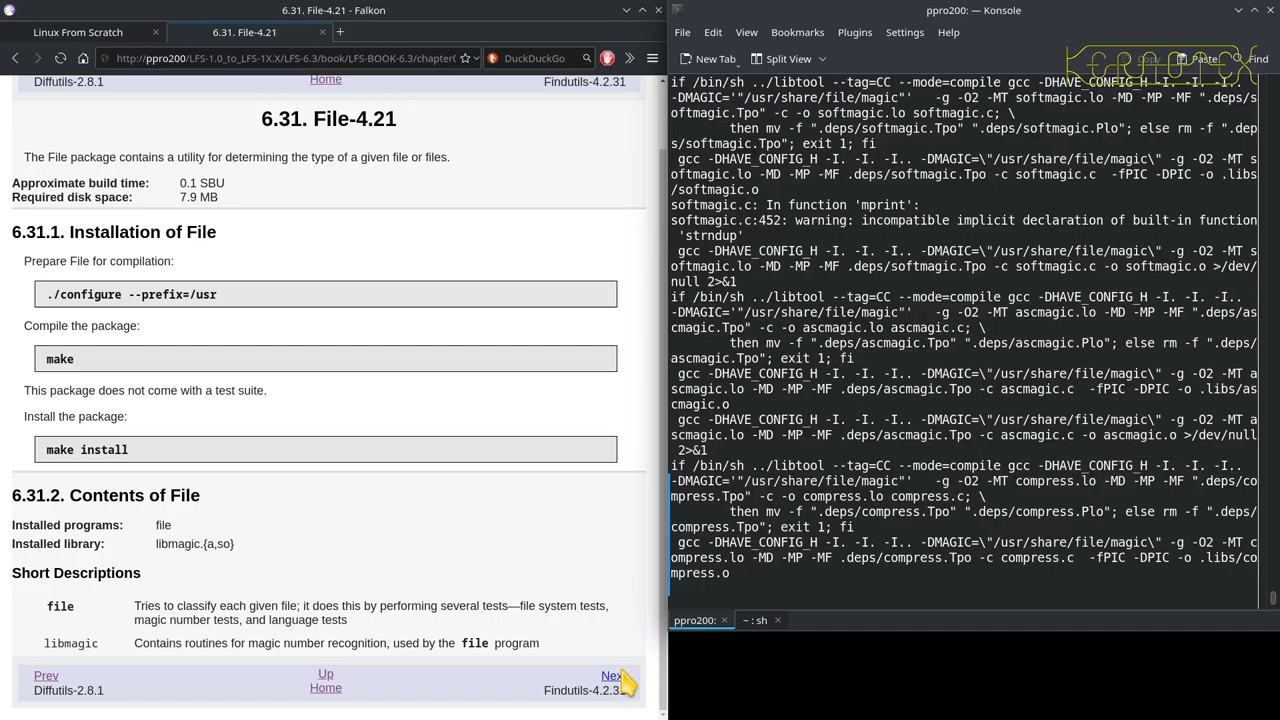 6.31. File-4.21 - Falkon
Linux From Scratch
6.31. File-4.21
http://ppro200/LFS-1.0_to_LFS-1X.X/LFS-6.3/book/LFS-BOOK-6.3/chapter0
DuckDuckGo
Diffutils-2.8.1
Home
Findutils-4.2.31
6.31. File-4.21
The File package contains a utility for determining the type of a given file or files.
Approximate build time: 0.1 SBU
Required disk space: 7.9 MB
6.31.1. Installation of File
Prepare File for compilation:
./configure --prefix=/usr
Compile the package:
make
This package does not come with a test suite.
Install the package:
make install
6.31.2. Contents of File
Installed programs: file
Installed library: libmagic.{a,so}
Short Descriptions
file Tries to classify each given file; it does this by performing several tests—file system tests,
magic number tests, and language tests
libmagic Contains routines for magic number recognition, used by the file program
Prev
Up
Diffutils-2.8.1
Home
Findutils-4.2.31
ppro200: — Konsole
File Edit View Bookmarks Plugins Settings Help
New Tab Split View Copy Paste Find
if /bin/sh ../libtool --tag=CC --mode=compile gcc -DHAVE_CONFIG_H -I. -I. -I..
-DMAGIC='"/usr/share/file/magic"' -g -O2 -MT softmagic.lo -MD -MP -MF ".deps/s
oftmagic.Tpo" -c -o softmagic.lo softmagic.c; \
then mv -f ".deps/softmagic.Tpo" ".deps/softmagic.Plo"; else rm -f ".dep
s/softmagic.Tpo"; exit 1; fi
gcc -DHAVE_CONFIG_H -I. -I. -I.. -DMAGIC=\"/usr/share/file/magic\" -g -O2 -MT s
oftmagic.lo -MD -MP -MF .deps/softmagic.Tpo -c softmagic.c -fPIC -DPIC -o .libs
/softmagic.o
softmagic.c: In function 'mprint':
softmagic.c:452: warning: incompatible implicit declaration of built-in function
'strndup'
gcc -DHAVE_CONFIG_H -I. -I. -I.. -DMAGIC=\"/usr/share/file/magic\" -g -O2 -MT s
oftmagic.lo -MD -MP -MF .deps/softmagic.Tpo -c softmagic.c -o softmagic.o >/dev/
null 2>&1
if /bin/sh ../libtool --tag=CC --mode=compile gcc -DHAVE_CONFIG_H -I. -I. -I..
-DMAGIC='"/usr/share/file/magic"' -g -O2 -MT ascmagic.lo -MD -MP -MF ".deps/as
cmagic.Tpo" -c -o ascmagic.lo ascmagic.c; \
then mv -f ".deps/ascmagic.Tpo" ".deps/ascmagic.Plo"; else rm -f ".deps/
ascmagic.Tpo"; exit 1; fi
gcc -DHAVE_CONFIG_H -I. -I. -I.. -DMAGIC=\"/usr/share/file/magic\" -g -O2 -MT a
scmagic.lo -MD -MP -MF .deps/ascmagic.Tpo -c ascmagic.c -fPIC -DPIC -o .libs/as
cmagic.o
gcc -DHAVE_CONFIG_H -I. -I. -I.. -DMAGIC=\"/usr/share/file/magic\" -g -O2 -MT a
scmagic.lo -MD -MP -MF .deps/ascmagic.Tpo -c ascmagic.c -o ascmagic.o >/dev/null
2>&1
if /bin/sh ../libtool --tag=CC --mode=compile gcc -DHAVE_CONFIG_H -I. -I. -I..
-DMAGIC='"/usr/share/file/magic"' -g -O2 -MT compress.lo -MD -MP -MF ".deps/co
mpress.Tpo" -c -o compress.lo compress.c; \
then mv -f ".deps/compress.Tpo" ".deps/compress.Plo"; else rm -f ".deps/
compress.Tpo"; exit 1; fi
gcc -DHAVE_CONFIG_H -I. -I. -I.. -DMAGIC=\"/usr/share/file/magic\" -g -O2 -MT c
ompress.lo -MD -MP -MF .deps/compress.Tpo -c compress.c -fPIC -DPIC -o .libs/co
mpress.o
ppro200:
~ : sh